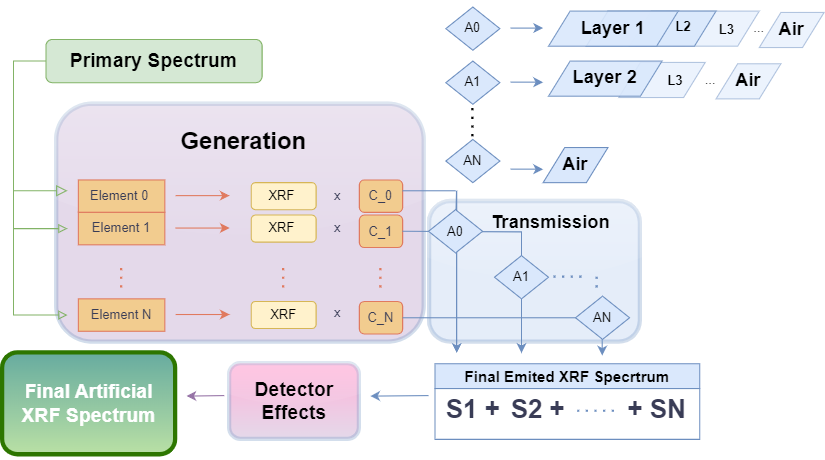 A0
Layer 1
L2
L3
...
Air
Primary Spectrum
A1
Layer 2
L3
...
Air
Generation
AN
Air
Element 0
XRF
x
C_0
Transmission
Element 1
XRF
x
C_1
A0
A1
Element N
XRF
x
C_N
AN
Final Emited XRF Specrtrum
S1 + S2 + ····· + SN
Detector
Effects
Final Artificial
XRF Spectrum